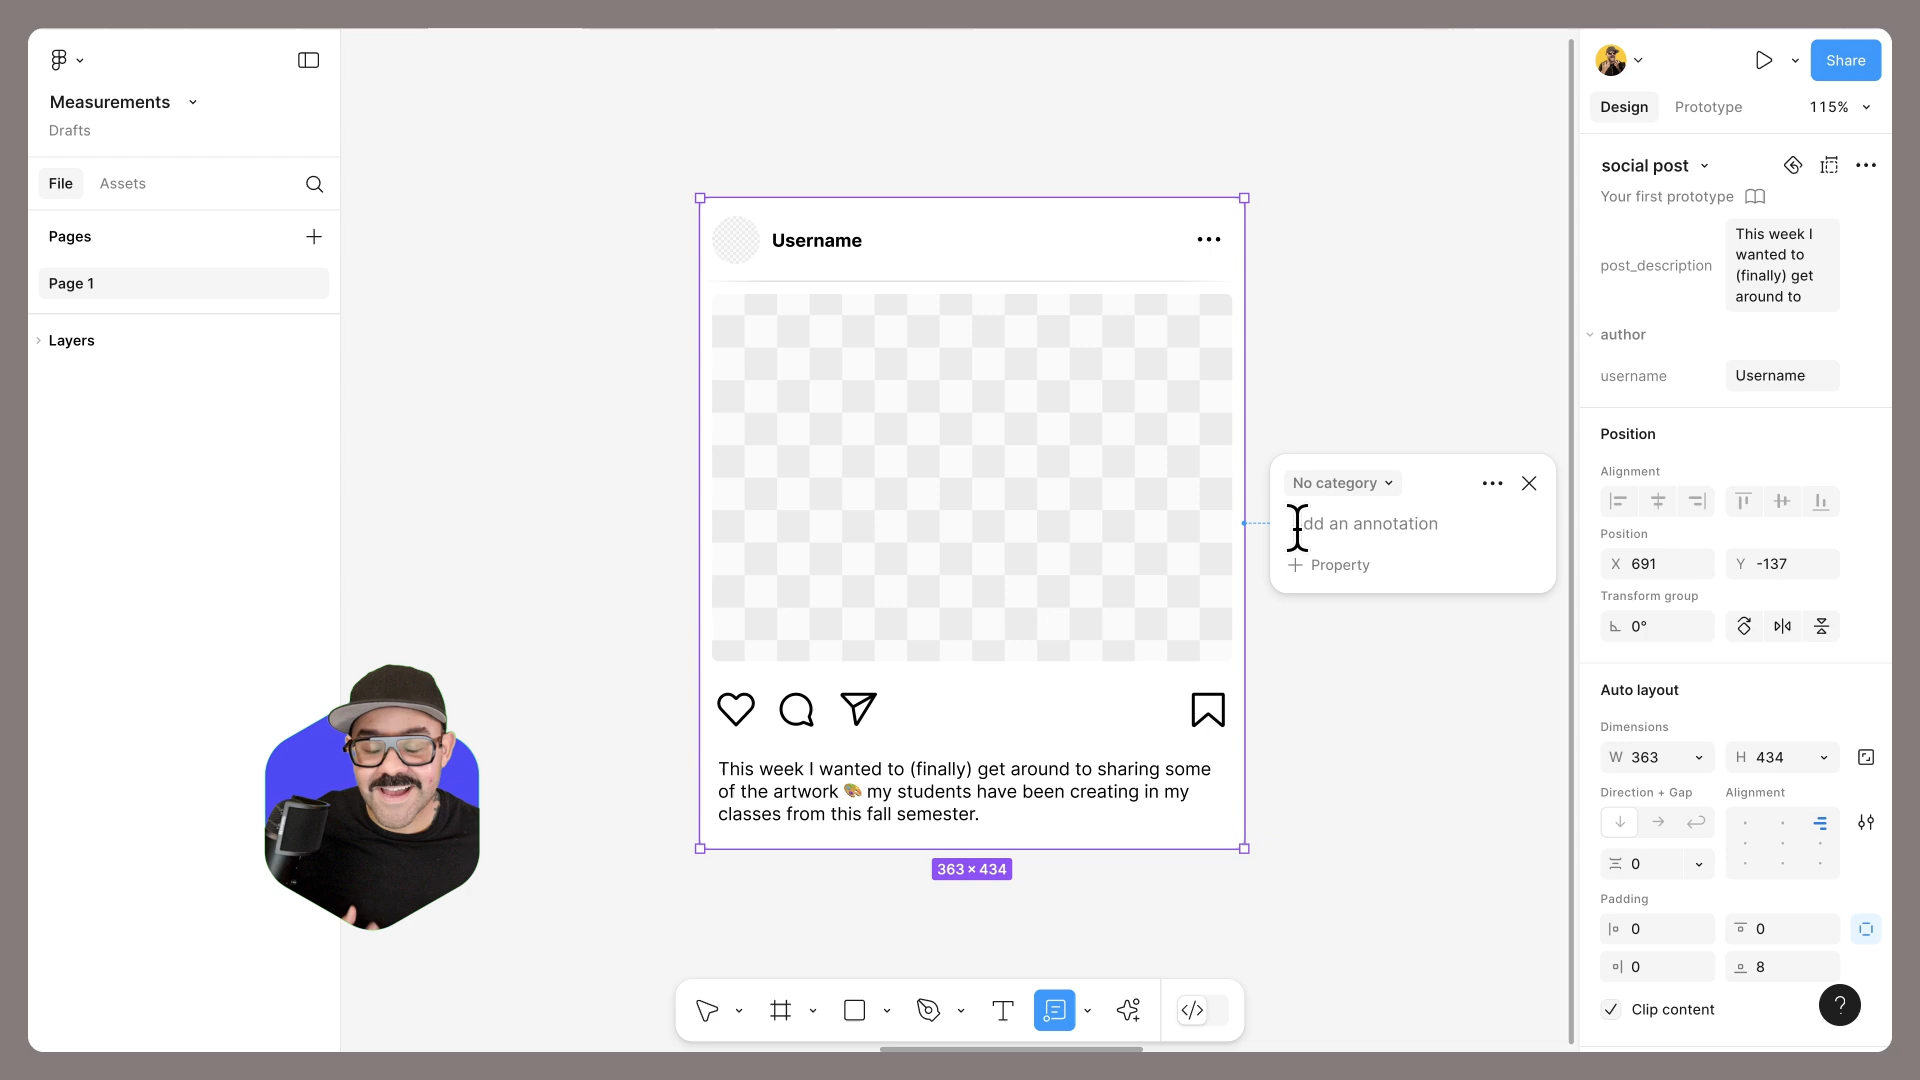 Measurements
Drafts
File
Assets
Pages
Page 1
Layers
Username
This week I wanted to (finally) get around to sharing some
of the artwork 🎨 my students have been creating in my
classes from this fall semester.
363 × 434
No category
dd an annotation
Property
Share
Design
Prototype
115%
social post
Your first prototype
post_description
This week I
wanted to
(finally) get
around to
author
username
Username
Position
Alignment
Position
X 691
Y -137
Transform group
0°
Auto layout
Dimensions
W 363
H 434
Direction + Gap
Alignment
0
Padding
0
0
0
8
Clip content
?